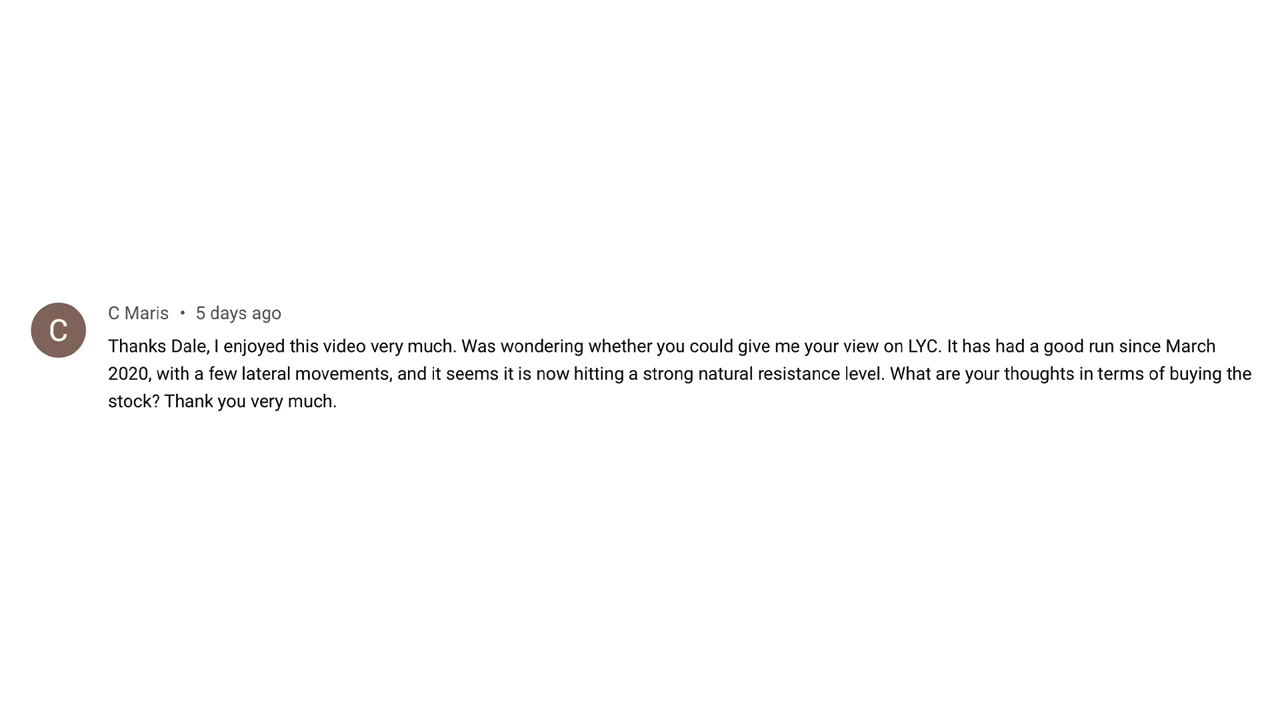 C
C Maris • 5 days ago
Thanks Dale, I enjoyed this video very much. Was wondering whether you could give me your view on LYC. It has had a good run since March
2020, with a few lateral movements, and it seems it is now hitting a strong natural resistance level. What are your thoughts in terms of buying the
stock? Thank you very much.